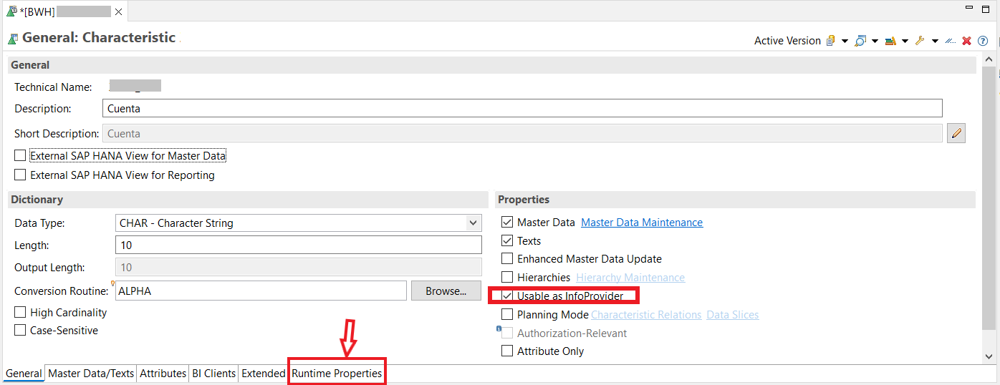 *[BWH]
General: Characteristic
Active Version
General
Technical Name:
Description: Cuenta
Short Description: Cuenta
External SAP HANA View for Master Data
External SAP HANA View for Reporting
Dictionary
Data Type: CHAR - Character String
Length: 10
Output Length: 10
Conversion Routine: ALPHA Browse...
High Cardinality
Case-Sensitive
Properties
Master Data Master Data Maintenance
Texts
Enhanced Master Data Update
Hierarchies Hierarchy Maintenance
Usable as InfoProvider
Planning Mode Characteristic Relations Data Slices
Authorization-Relevant
Attribute Only
General Master Data/Texts Attributes BI Clients Extended Runtime Properties